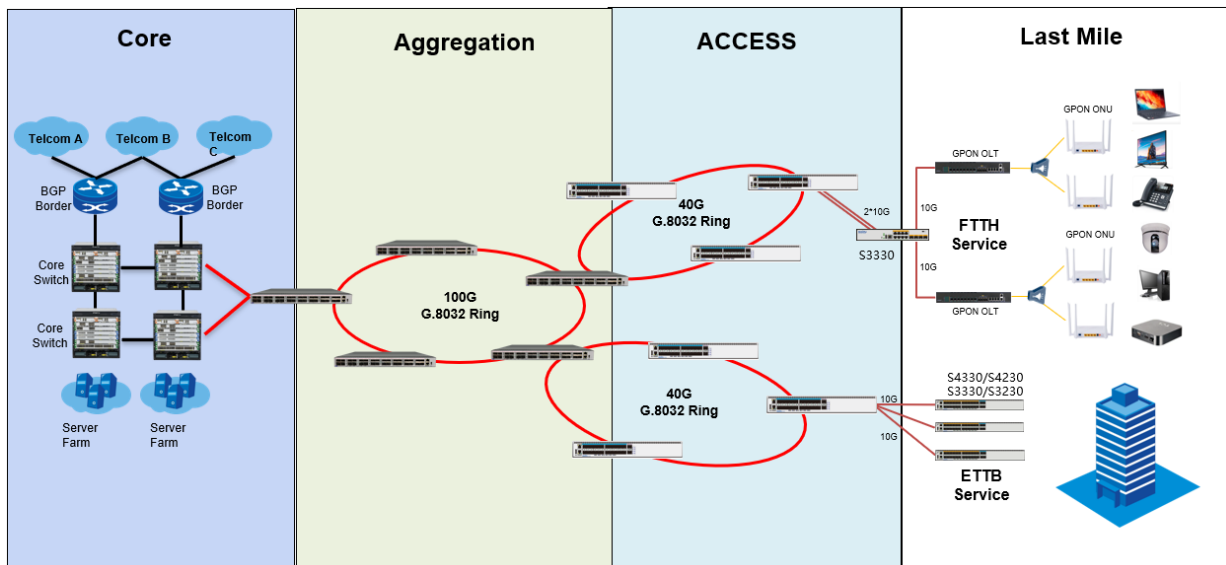 Core
Aggregation
ACCESS
Last Mile
Telcom A
Telcom B
Telcom
C
BGP
Border
BGP
Border
Core
Switch
Core
Switch
Server
Farm
Server
Farm
100G
G.8032 Ring
40G
G.8032 Ring
40G
G.8032 Ring
2*10G
S3330
10G
10G
GPON OLT
GPON OLT
GPON ONU
GPON ONU
FTTH
Service
10G
10G
S4330/S4230
S3330/S3230
ETTB
Service